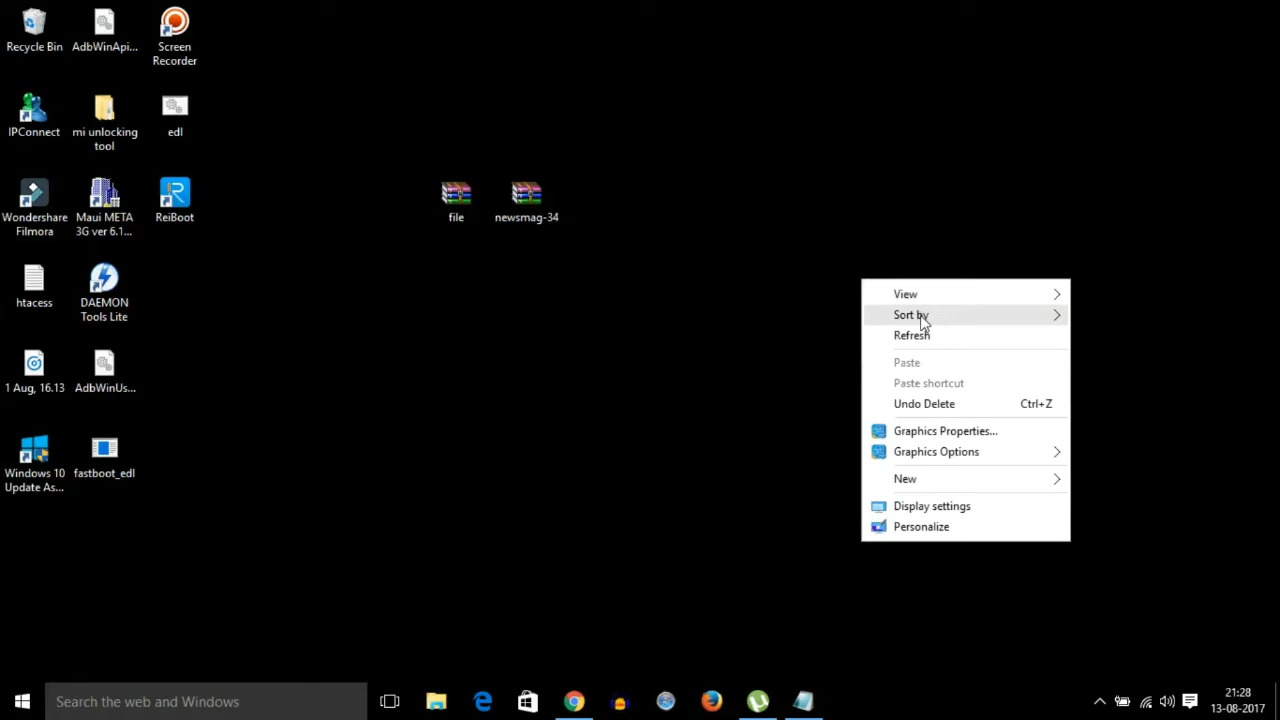 Recycle Bin
AdbWinApi...
Screen
Recorder
IPConnect
mi unlocking
tool
edl
Wondershare
Filmora
Maui META
3G ver 6.1...
ReiBoot
file
newsmag-34
htacess
DAEMON
Tools Lite
1 Aug, 16.13
AdbWinUs...
Windows 10
Update As...
fastboot_edl
View
Sort by
Refresh
Paste
Paste shortcut
Undo Delete Ctrl+Z
Graphics Properties...
Graphics Options
New
Display settings
Personalize
Search the web and Windows
21:28
13-08-2017